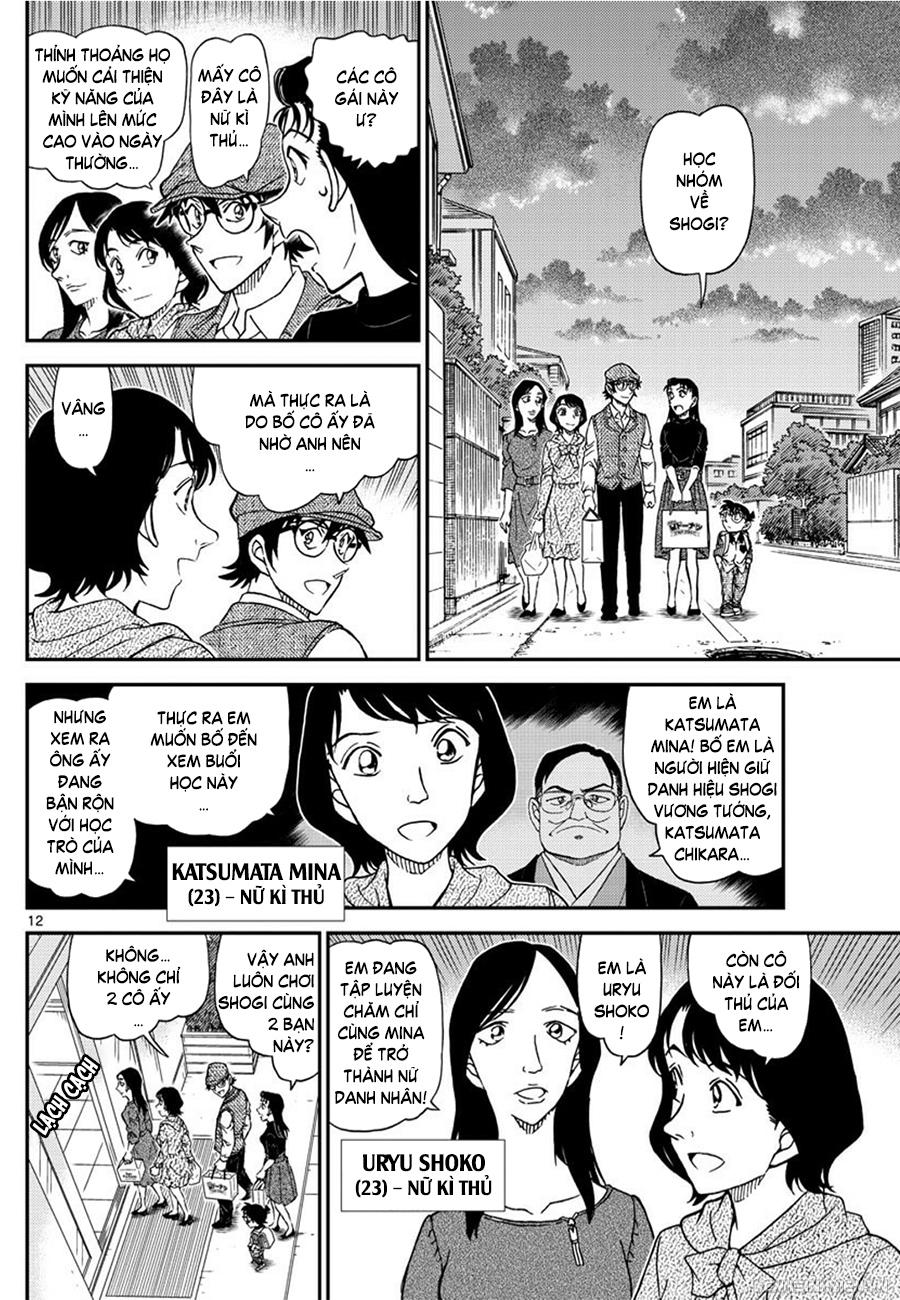 HỌC
NHÓM
VỀ
SHOGI?
CÁC CÔ
GÁI NÀY
Ư?
MẤY CÔ
ĐÂY LÀ
NỮ KÌ
THỦ...
THỈNH THOẢNG HỌ
MUỐN CẢI THIỆN
KỸ NĂNG CỦA
MÌNH LÊN MỨC
CAO VÀO NGÀY
THƯỜNG...
MÀ THỰC RA LÀ
DO BỐ CÔ ẤY ĐÃ
NHỜ ANH NÊN
...
VÂNG
...
EM LÀ
KATSUMATA
MINA! BỐ EM LÀ
NGƯỜI HIỆN GIỮ
DANH HIỆU SHOGI
VƯƠNG TƯỚNG,
KATSUMATA
CHIKARA...
THỰC RA EM
MUỐN BỐ ĐẾN
XEM BUỔI
HỌC NÀY
...
NHƯNG
XEM RA
ÔNG ẤY
ĐANG
BẬN RỘN
VỚI HỌC
TRÒ CỦA
MÌNH...
KATSUMATA MINA
(23) – NỮ KÌ THỦ
12
CÒN CÔ
NÀY LÀ ĐỐI
THỦ CỦA
EM...
EM LÀ
URYU
SHOKO
!
EM ĐANG
TẬP LUYỆN
CHĂM CHỈ
CÙNG MINA
ĐỂ TRỞ
THÀNH NỮ
DANH NHÂN!
URYU SHOKO
(23) – NỮ KÌ THỦ
VẬY ANH
LUÔN CHƠI
SHOGI CÙNG
2 BẠN
NÀY?
KHÔNG...
KHÔNG CHỈ
2 CÔ ẤY
...
LẠCH CẠCH